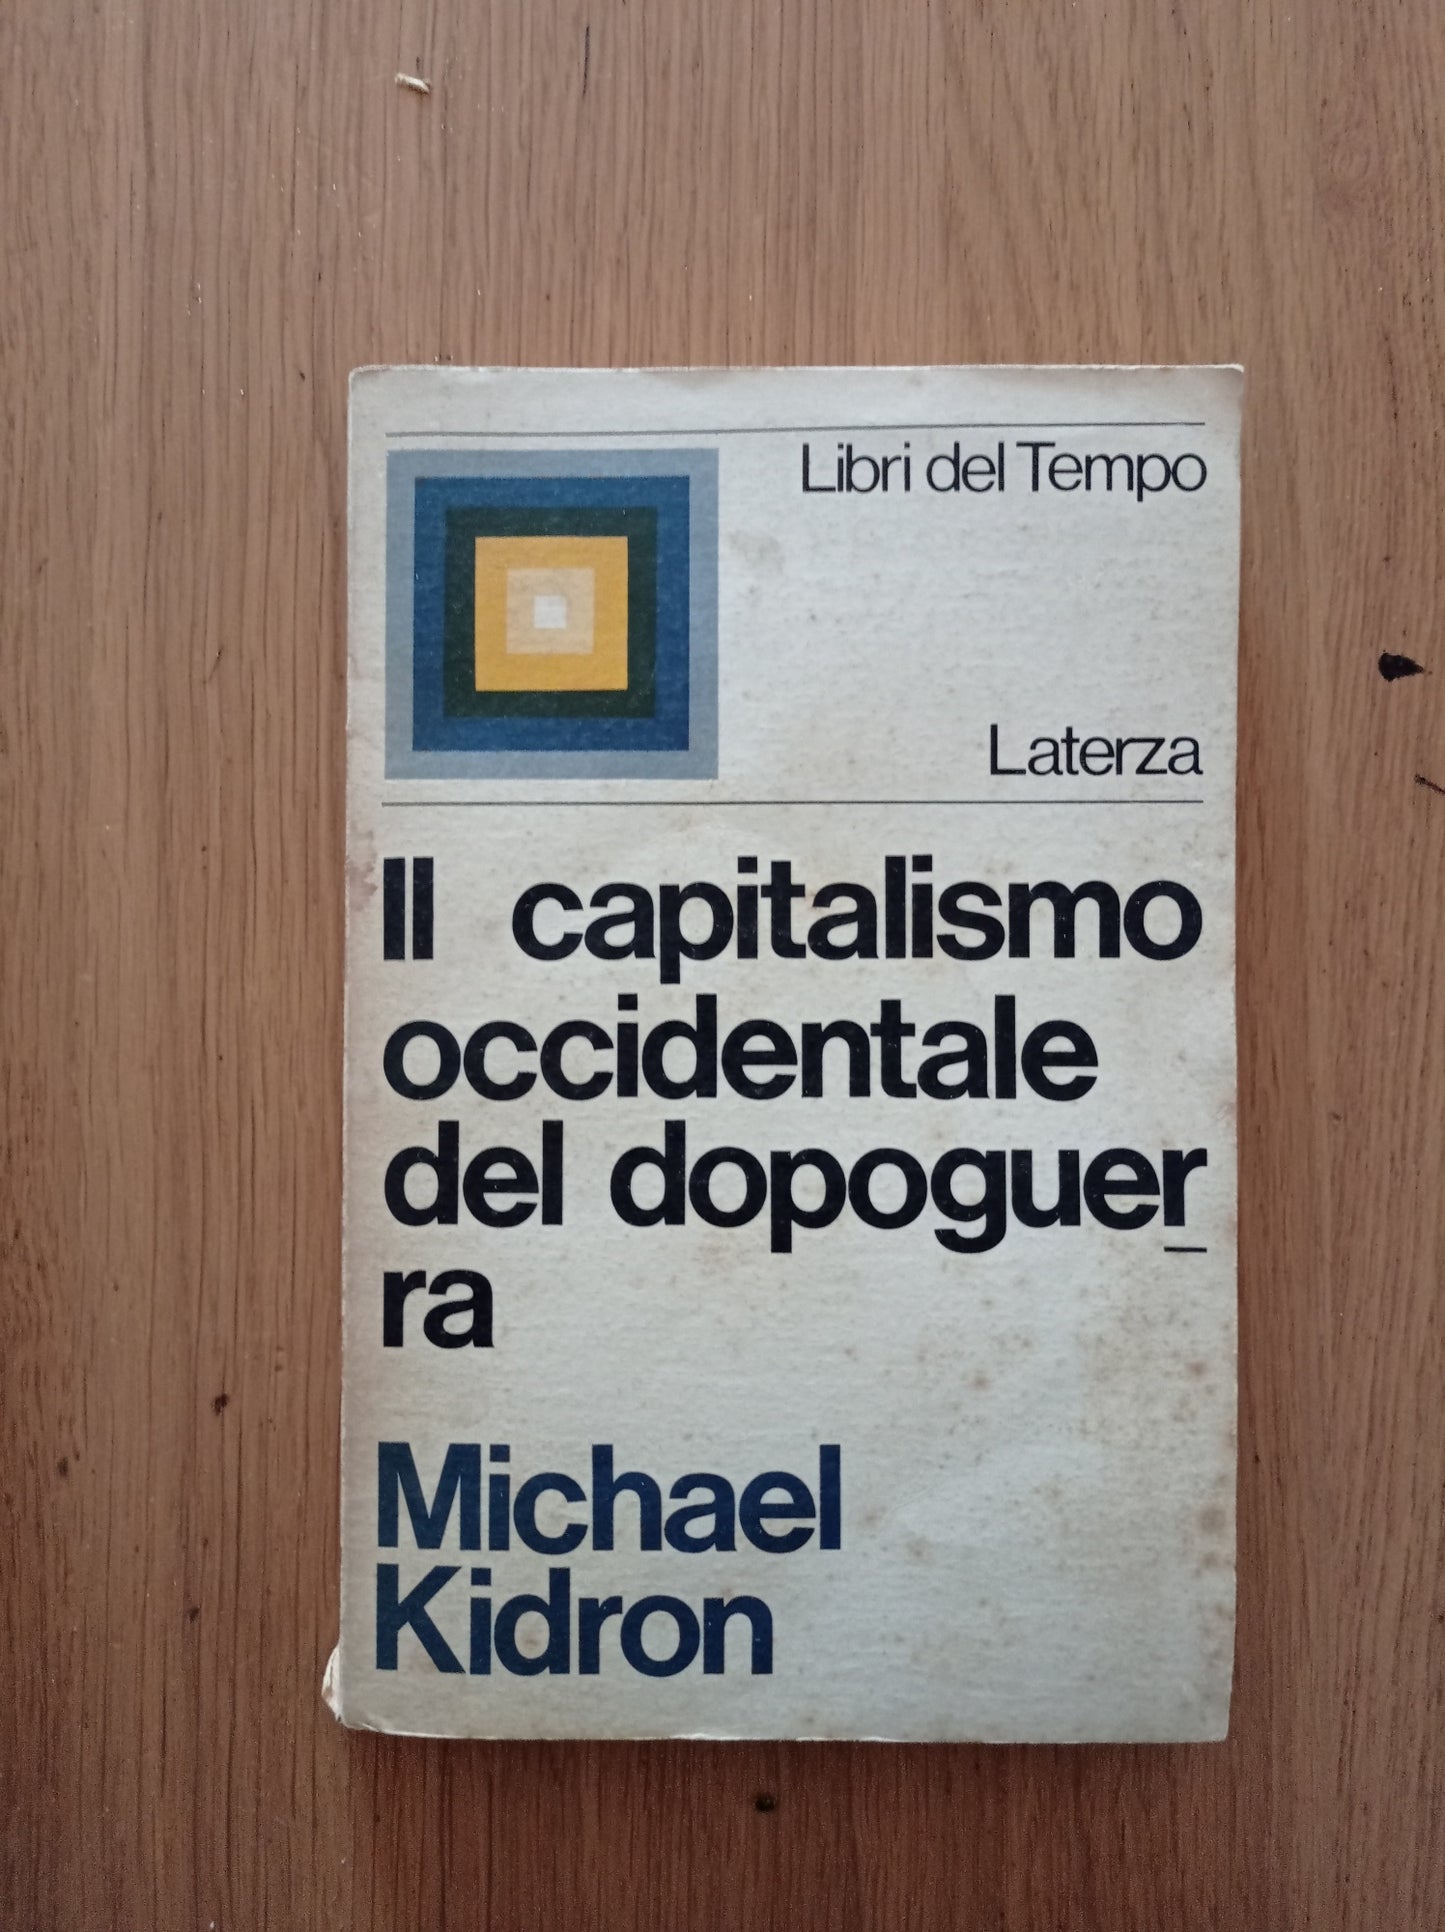 Libri del Tempo
Laterza
Il capitalismo
occidentale
del dopoguer
ra
Michael
Kidron